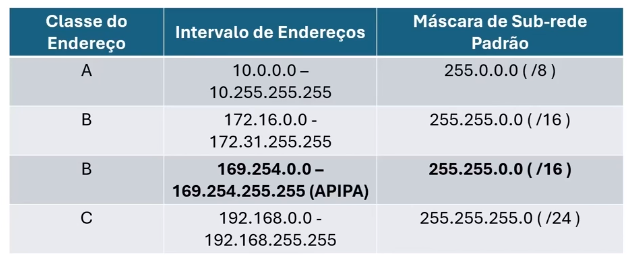 Classe do
Endereço
Intervalo de Endereços
Máscara de Sub-rede
Padrão
A
10.0.0.0 –
10.255.255.255
255.0.0.0 ( /8 )
B
172.16.0.0 -
172.31.255.255
255.255.0.0 ( /16 )
B
169.254.0.0 –
169.254.255.255 (APIPA)
255.255.0.0 ( /16 )
C
192.168.0.0 -
192.168.255.255
255.255.255.0 ( /24 )